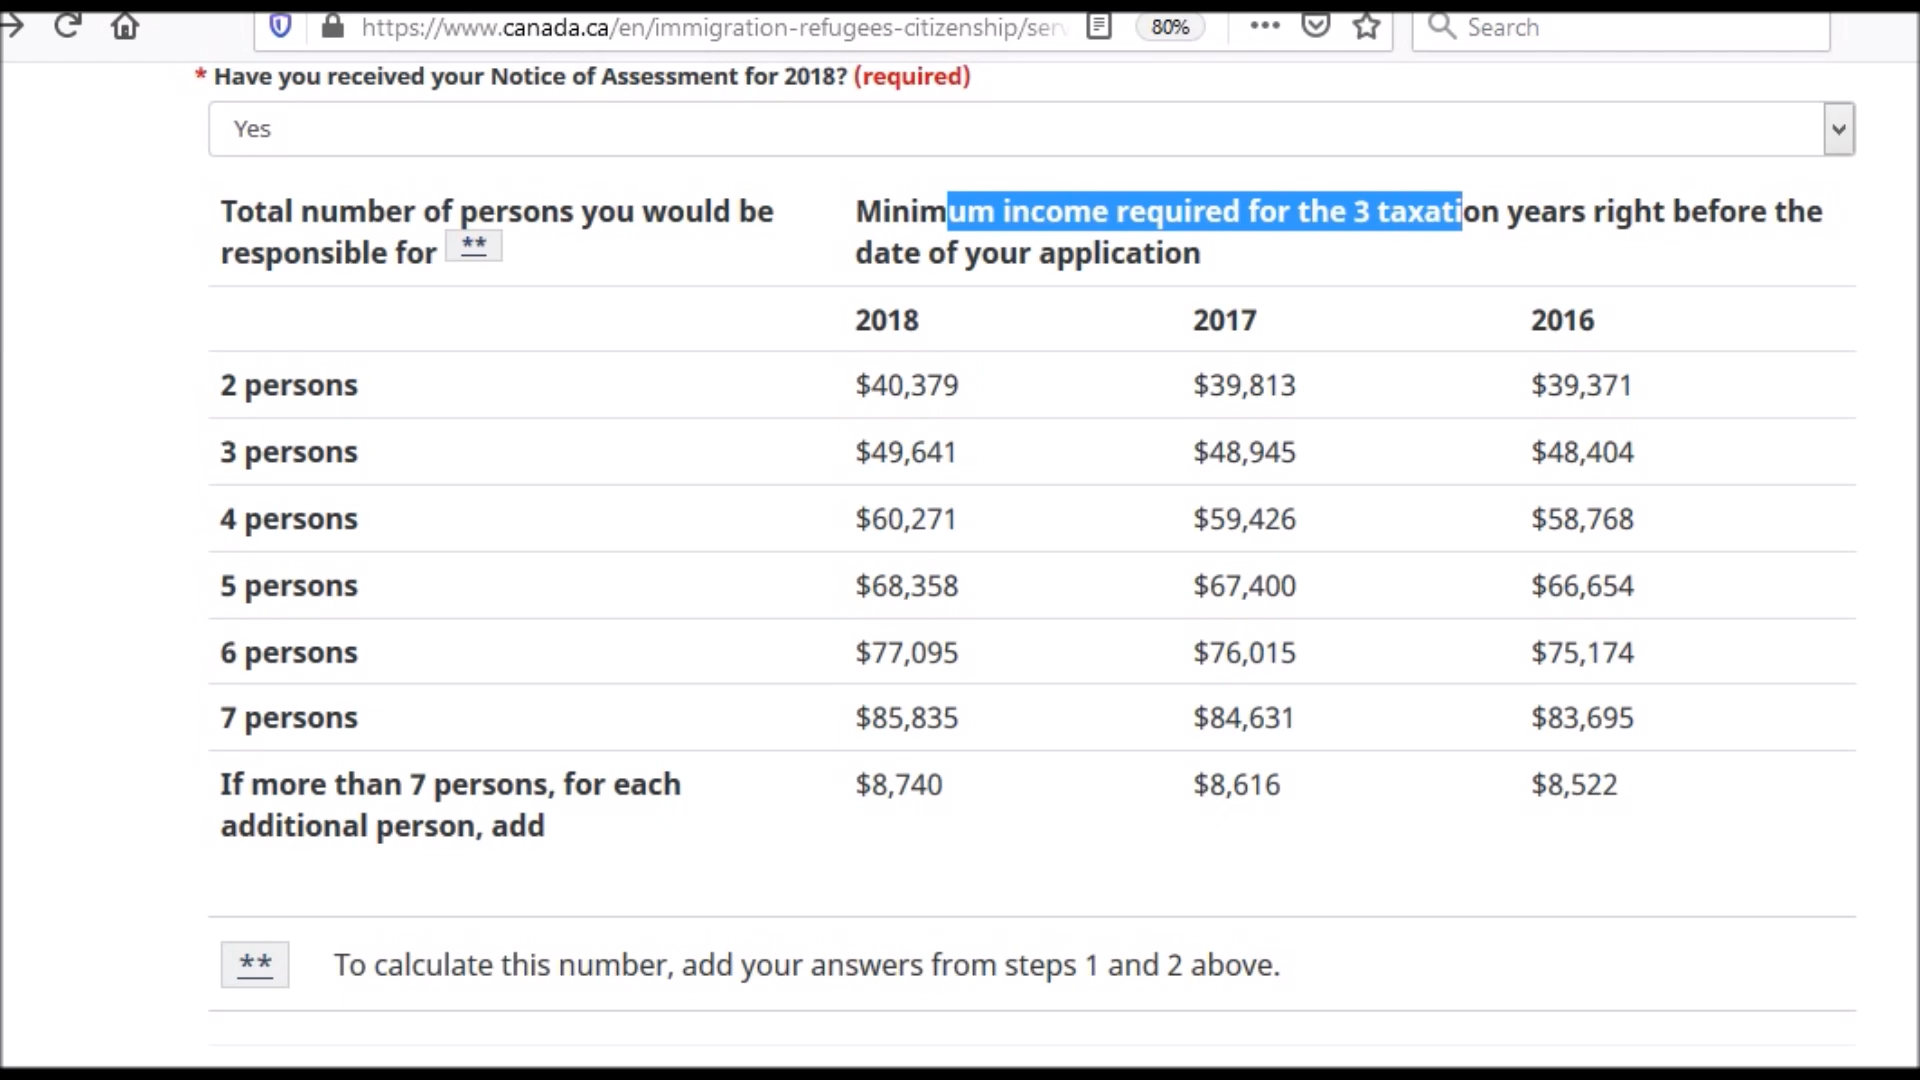 https://www.canada.ca/en/immigration-refugees-citizenship/ser
80%
Search
* Have you received your Notice of Assessment for 2018? (required)
Yes
Total number of persons you would be
responsible for **
Minimum income required for the 3 taxation years right before the
date of your application
2018 2017 2016
2 persons $40,379 $39,813 $39,371
3 persons $49,641 $48,945 $48,404
4 persons $60,271 $59,426 $58,768
5 persons $68,358 $67,400 $66,654
6 persons $77,095 $76,015 $75,174
7 persons $85,835 $84,631 $83,695
If more than 7 persons, for each
additional person, add
$8,740 $8,616 $8,522
** To calculate this number, add your answers from steps 1 and 2 above.